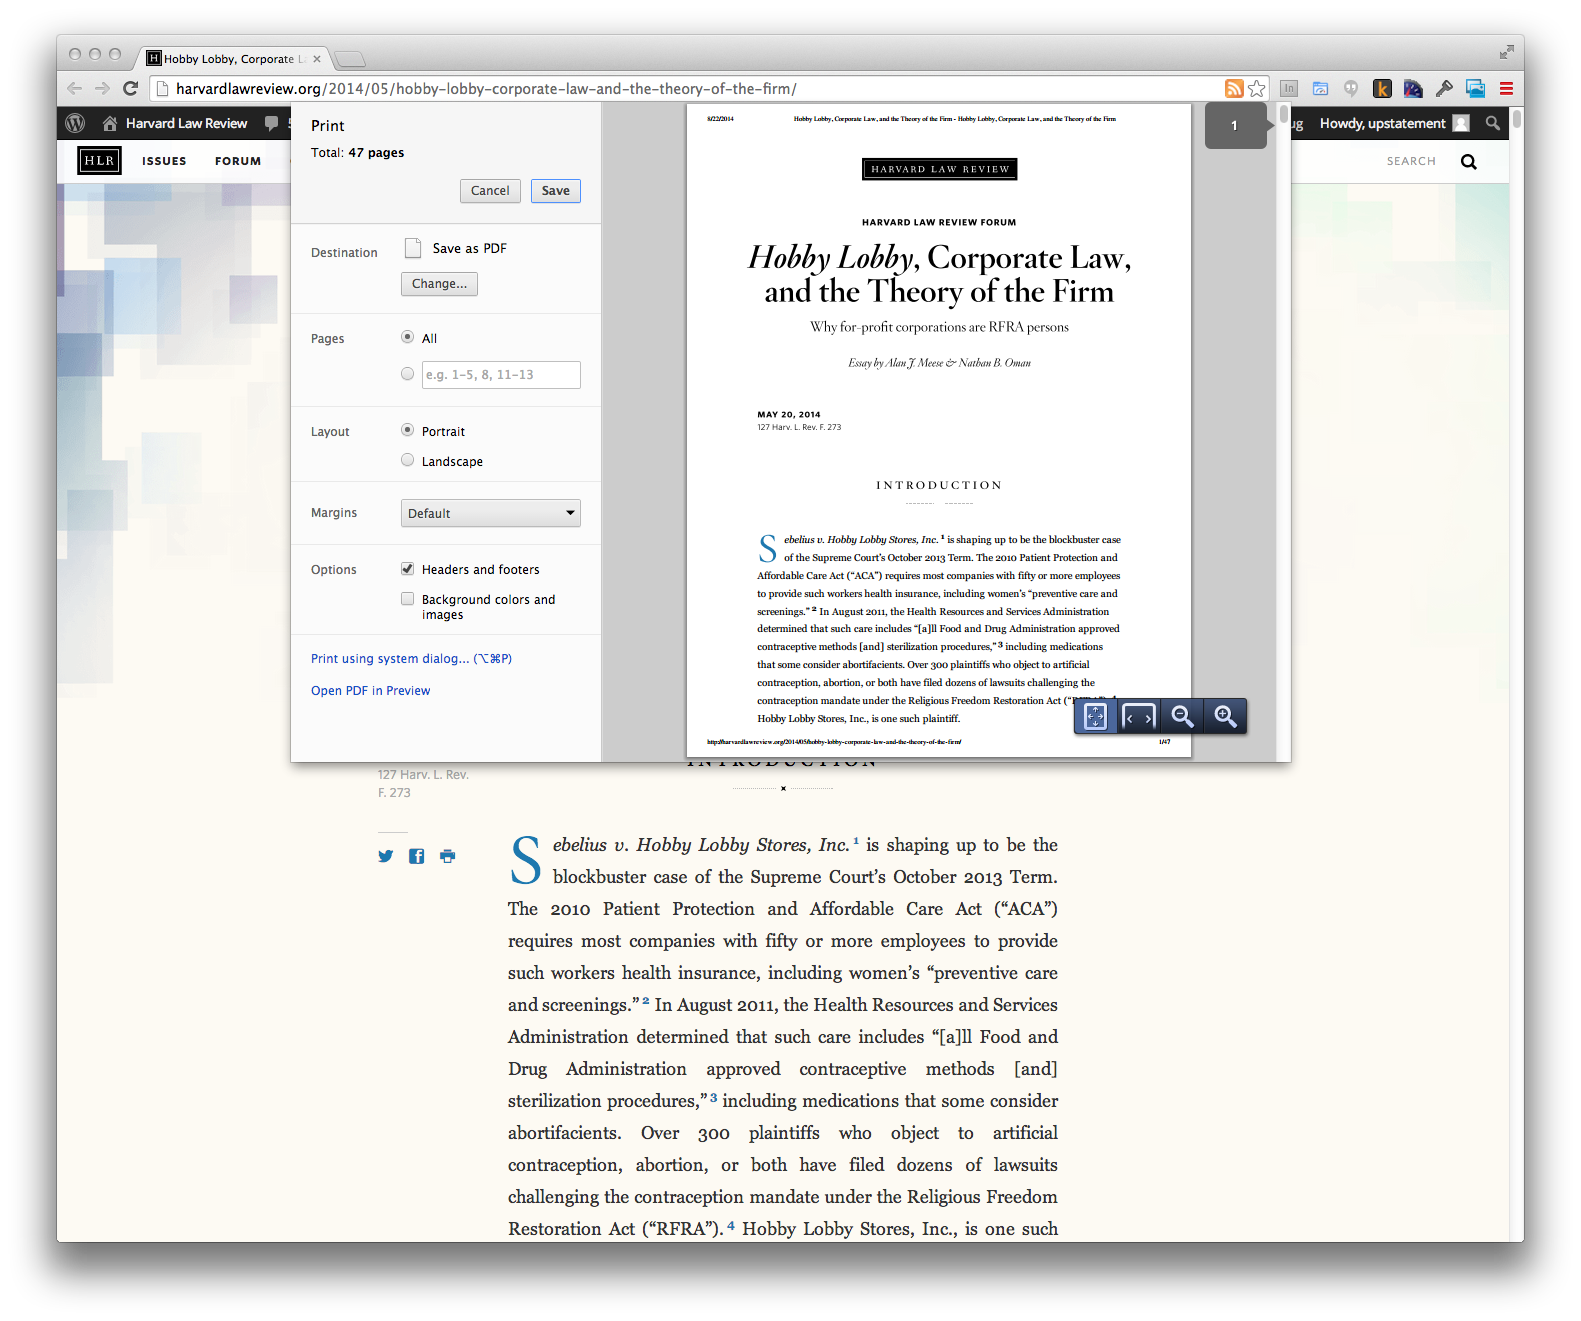 Hobby Lobby, Corporate L
harvardlawreview.org/2014/05/hobby-lobby-corporate-law-and-the-theory-of-the-firm/
Harvard Law Review
Howdy, upstatement
HLR
ISSUES
FORUM
SEARCH
Print
Total: 47 pages
Cancel
Save
Destination
Save as PDF
Change...
Pages
All
e.g. 1-5, 8, 11-13
Layout
Portrait
Landscape
Margins
Default
Options
Headers and footers
Background colors and
images
Print using system dialog... (⌥⌘P)
Open PDF in Preview
1
8/22/2014
Hobby Lobby, Corporate Law, and the Theory of the Firm - Hobby Lobby, Corporate Law, and the Theory of the Firm
HARVARD LAW REVIEW
HARVARD LAW REVIEW FORUM
Hobby Lobby, Corporate Law,
and the Theory of the Firm
Why for-profit corporations are RFRA persons
Essay by Alan J. Meese & Nathan B. Oman
MAY 20, 2014
127 Harv. L. Rev. F. 273
INTRODUCTION
Sebelius v. Hobby Lobby Stores, Inc. 1 is shaping up to be the blockbuster case
of the Supreme Court's October 2013 Term. The 2010 Patient Protection and
Affordable Care Act (“ACA”) requires most companies with fifty or more employees
to provide such workers health insurance, including women's “preventive care and
screenings.” 2 In August 2011, the Health Resources and Services Administration
determined that such care includes “[a]ll Food and Drug Administration approved
contraceptive methods [and] sterilization procedures,” 3 including medications
that some consider abortifacients. Over 300 plaintiffs who object to artificial
contraception, abortion, or both have filed dozens of lawsuits challenging the
contraception mandate under the Religious Freedom Restoration Act
Hobby Lobby Stores, Inc., is one such plaintiff.
http://harvardlawreview.org/2014/05/hobby-lobby-corporate-law-and-the-theory-of-the-firm/
1/47
INTRODUCTION
127 Harv. L. Rev.
F. 273
Sebelius v. Hobby Lobby Stores, Inc. 1 is shaping up to be the
blockbuster case of the Supreme Court's October 2013 Term.
The 2010 Patient Protection and Affordable Care Act (“ACA”)
requires most companies with fifty or more employees to provide
such workers health insurance, including women's “preventive care
and screenings.” 2 In August 2011, the Health Resources and Services
Administration determined that such care includes “[a]ll Food and
Drug Administration approved contraceptive methods [and]
sterilization procedures,” 3 including medications that some consider
abortifacients. Over 300 plaintiffs who object to artificial
contraception, abortion, or both have filed dozens of lawsuits
challenging the contraception mandate under the Religious Freedom
Restoration Act (“RFRA”). 4 Hobby Lobby Stores, Inc., is one such